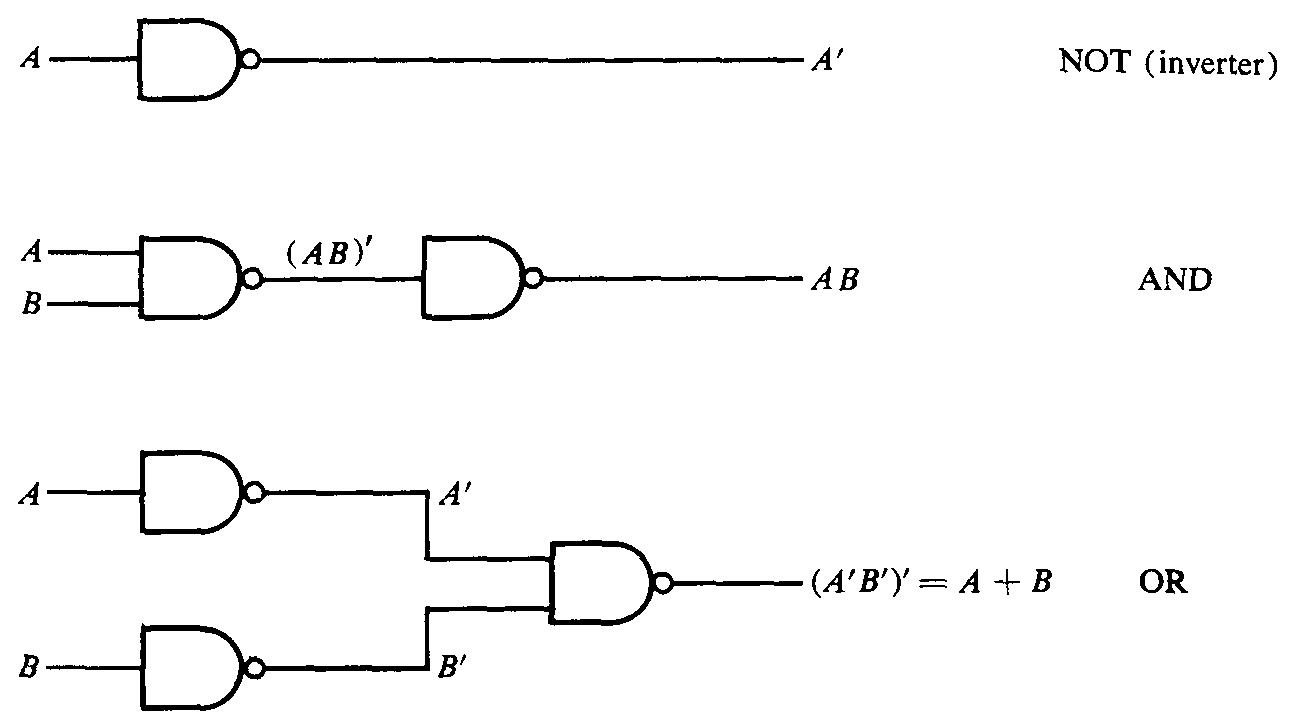 A A′ NOT (inverter)
A (AB)′ AB AND
B
A A′
(A′B′)′ = A + B OR
B B′